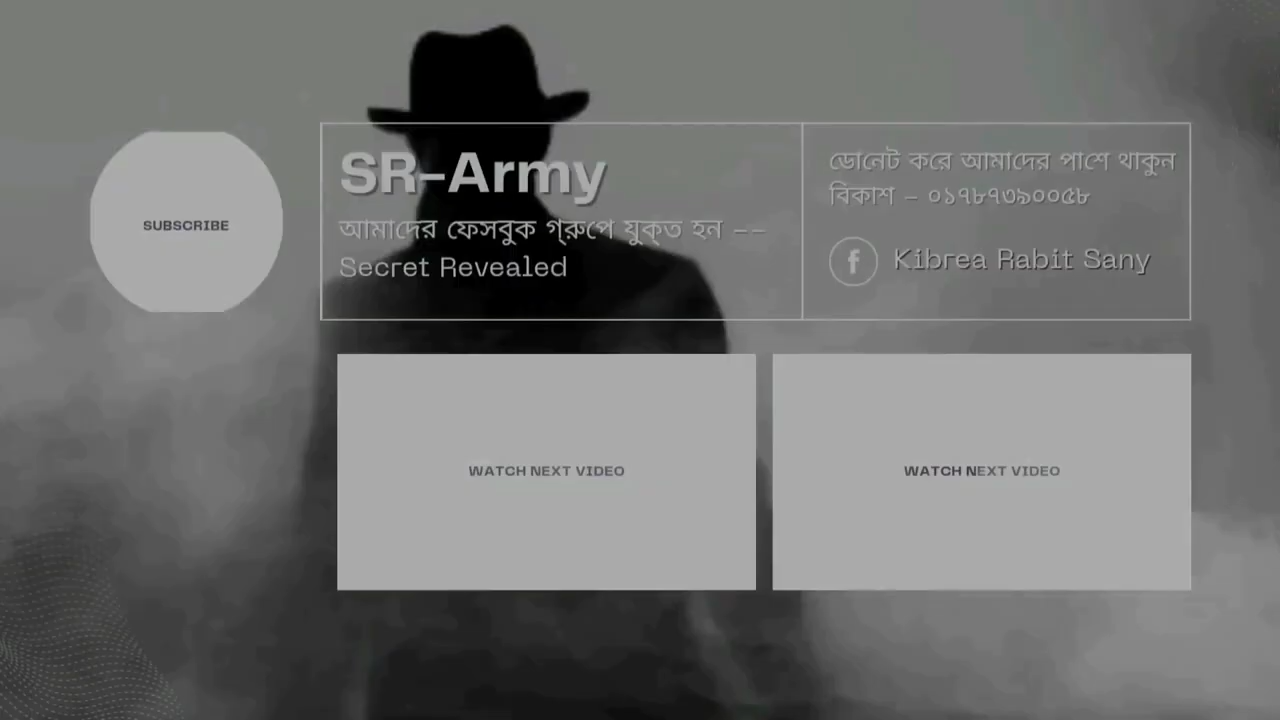 SUBSCRIBE
SR-Army
আমাদের ফেসবুক গ্রুপে যুক্ত হন --
Secret Revealed
ডোনেট করে আমাদের পাশে থাকুন
বিকাশ - ০১৭৮৭৩৯০০৫৮
f Kibrea Rabit Sany
WATCH NEXT VIDEO
WATCH NEXT VIDEO